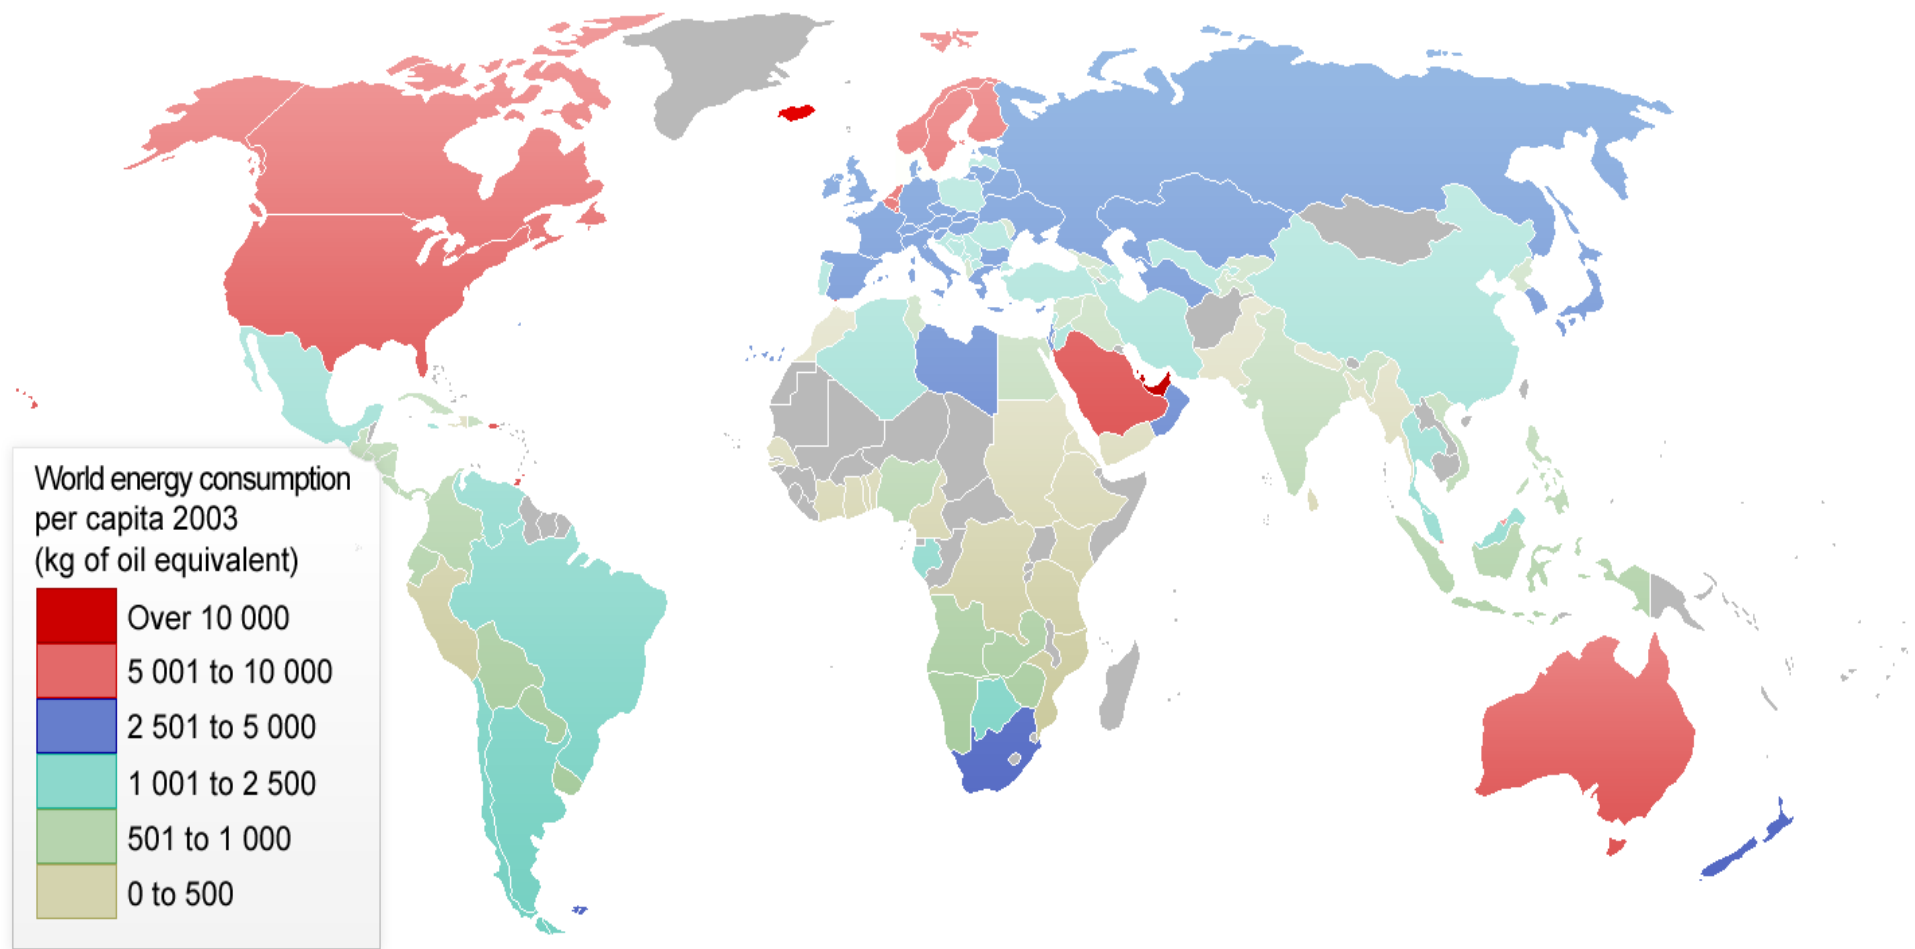 World energy consumption
per capita 2003
(kg of oil equivalent)
Over 10 000
5 001 to 10 000
2 501 to 5 000
1 001 to 2 500
501 to 1 000
0 to 500